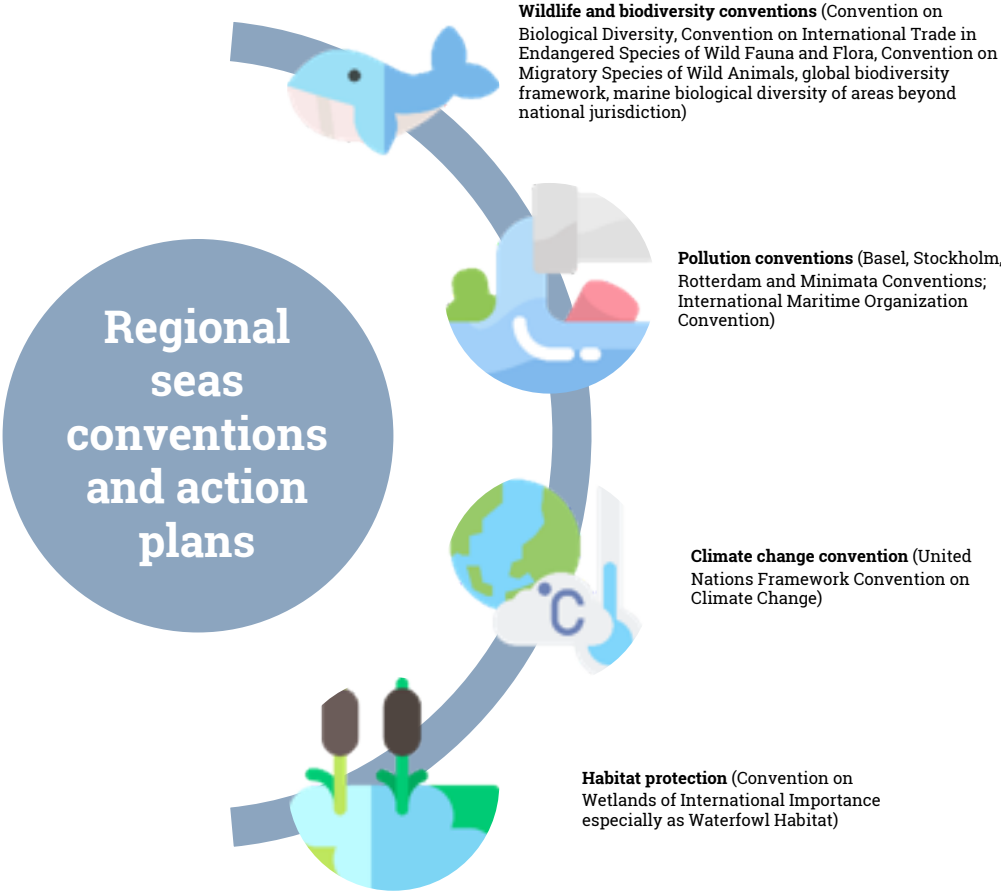 Wildlife and biodiversity conventions (Convention on
Biological Diversity, Convention on International Trade in
Endangered Species of Wild Fauna and Flora, Convention on
Migratory Species of Wild Animals, global biodiversity
framework, marine biological diversity of areas beyond
national jurisdiction)
Pollution conventions (Basel, Stockholm,
Rotterdam and Minimata Conventions;
International Maritime Organization
Convention)
Regional
seas
conventions
and action
plans
°C
Climate change convention (United
Nations Framework Convention on
Climate Change)
Habitat protection (Convention on
Wetlands of International Importance
especially as Waterfowl Habitat)